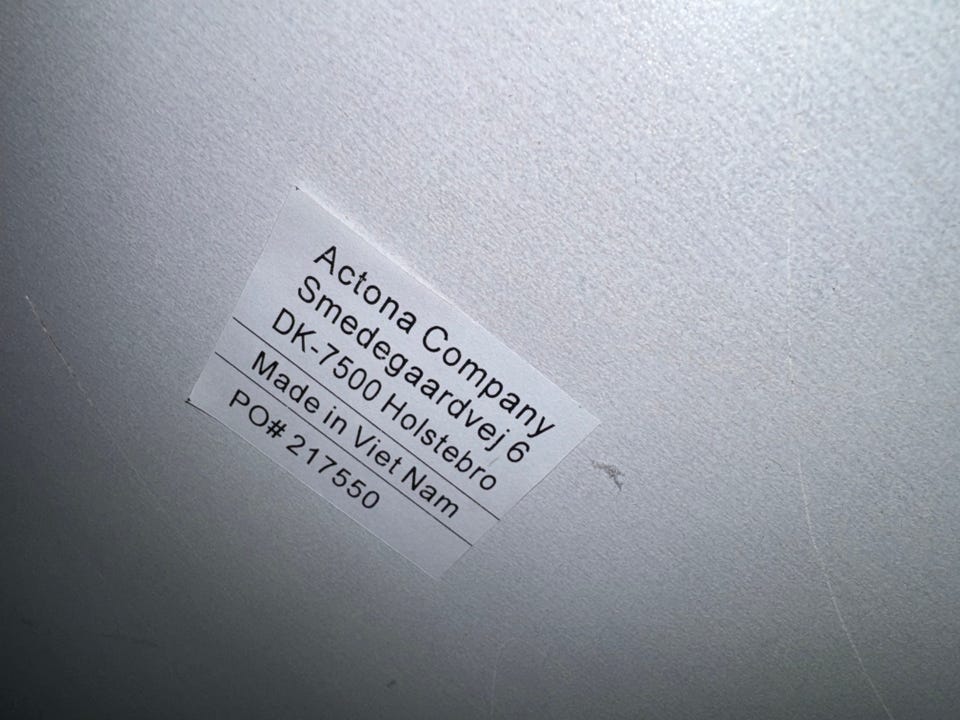 Actona Company
Smedegaardvej 6
DK-7500 Holstebro
Made in Viet Nam
PO# 217550